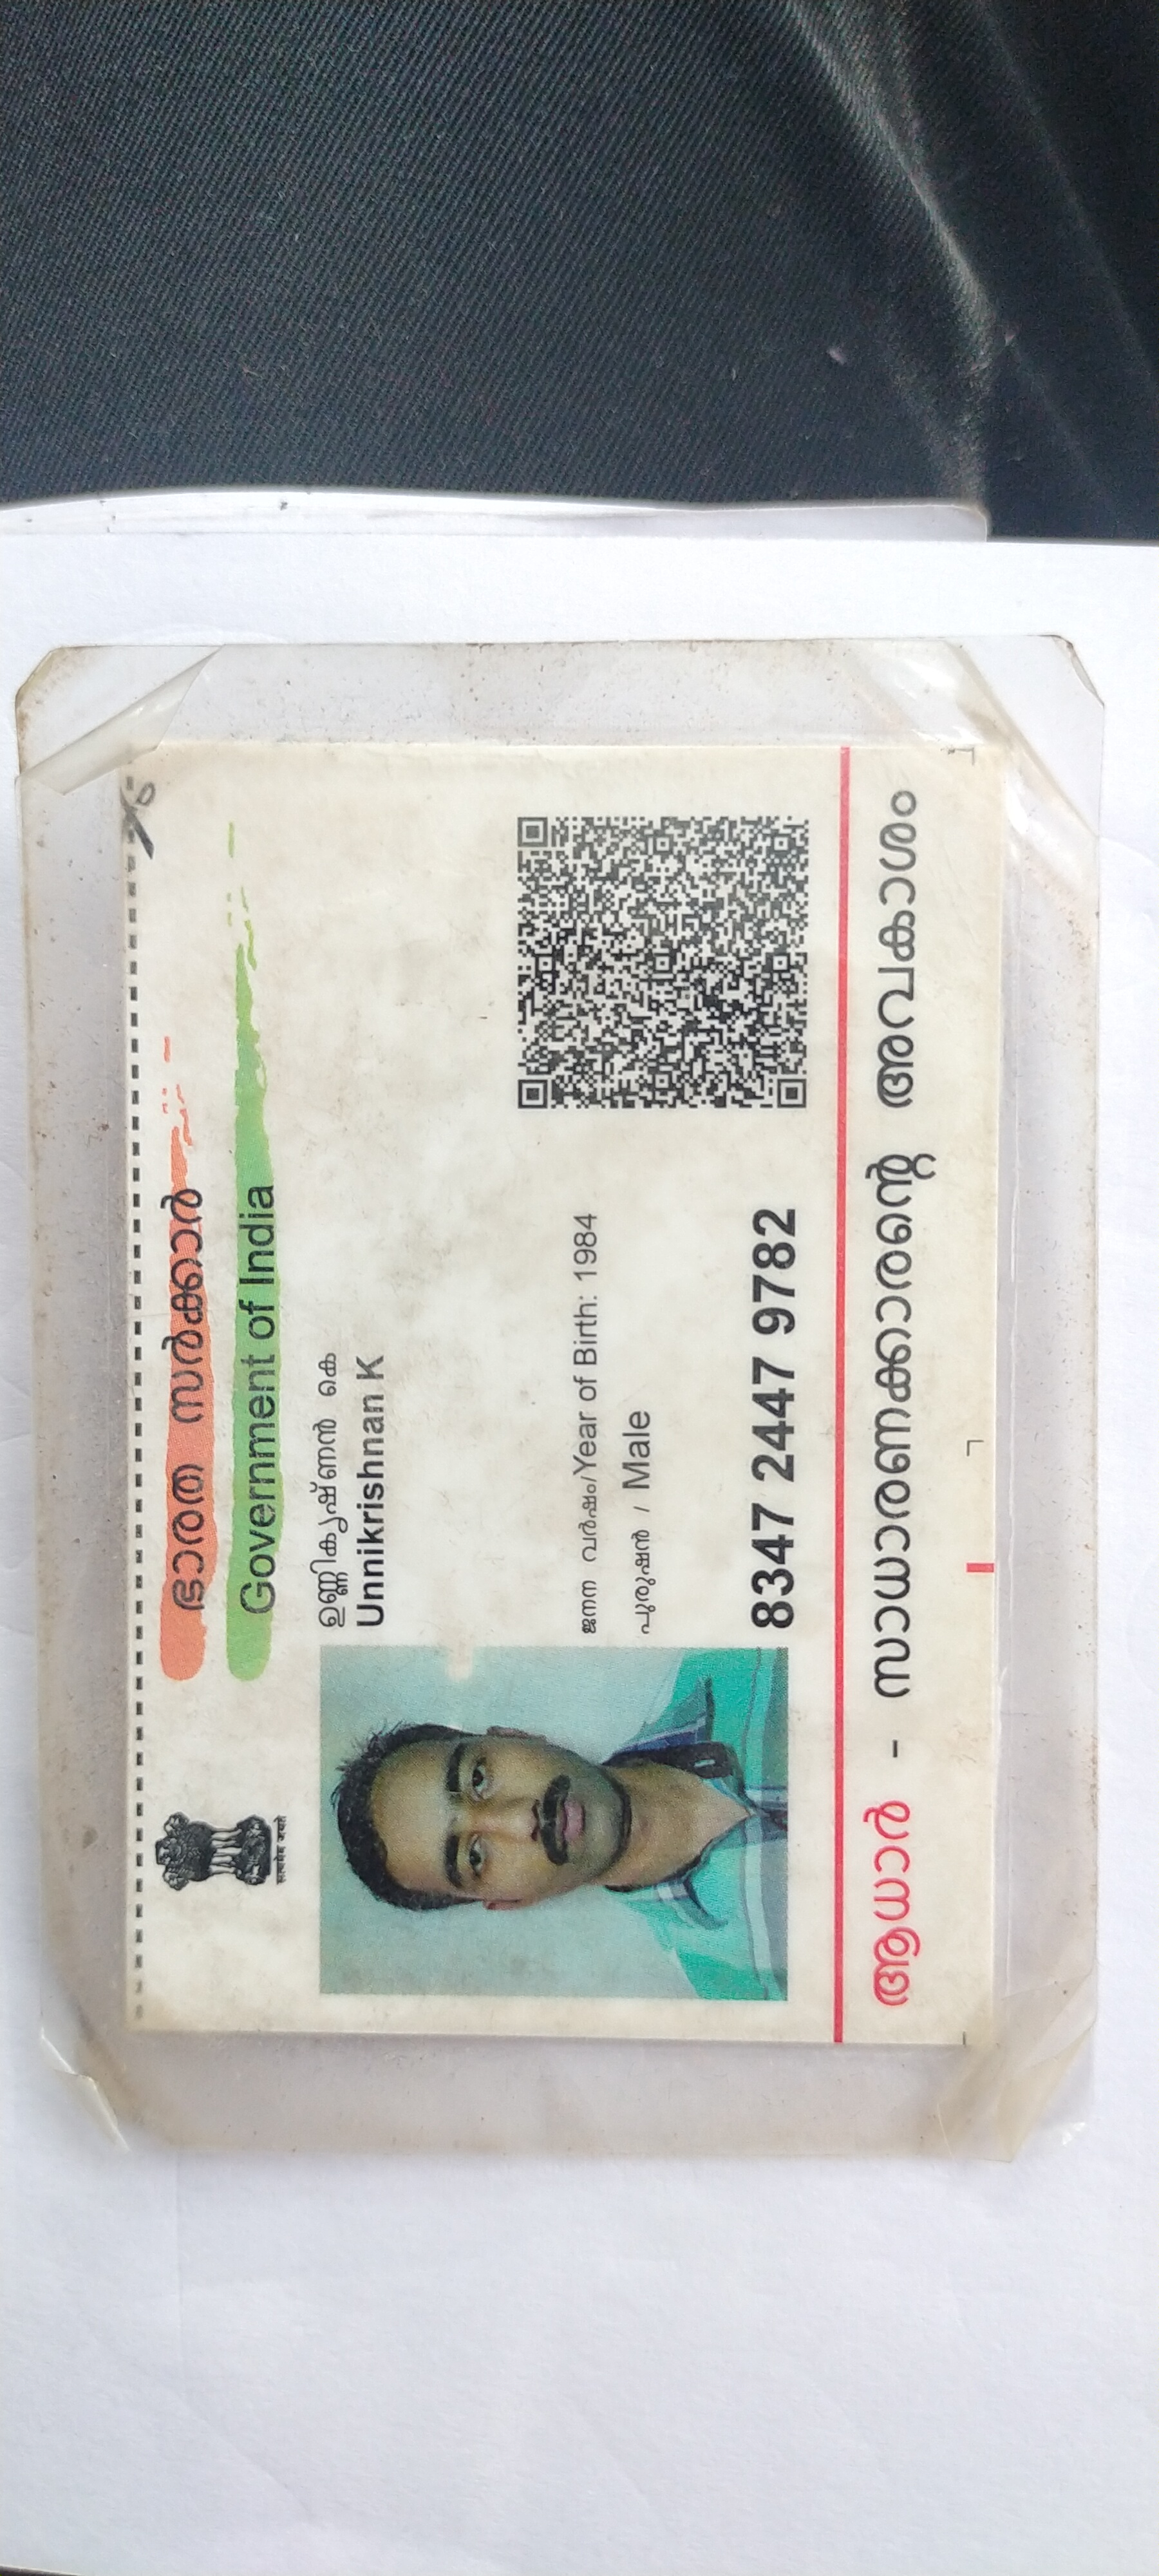 ഭാരത സർക്കാർ
Government of India
सत्यमेव जयते
ഉണ്ണികൃഷ്ണൻ കെ
Unnikrishnan K
ജനന വർഷം/Year of Birth: 1984
പുരുഷൻ / Male
8347 2447 9782
ആധാർ - സാധാരണക്കാരന്റെ അവകാശം